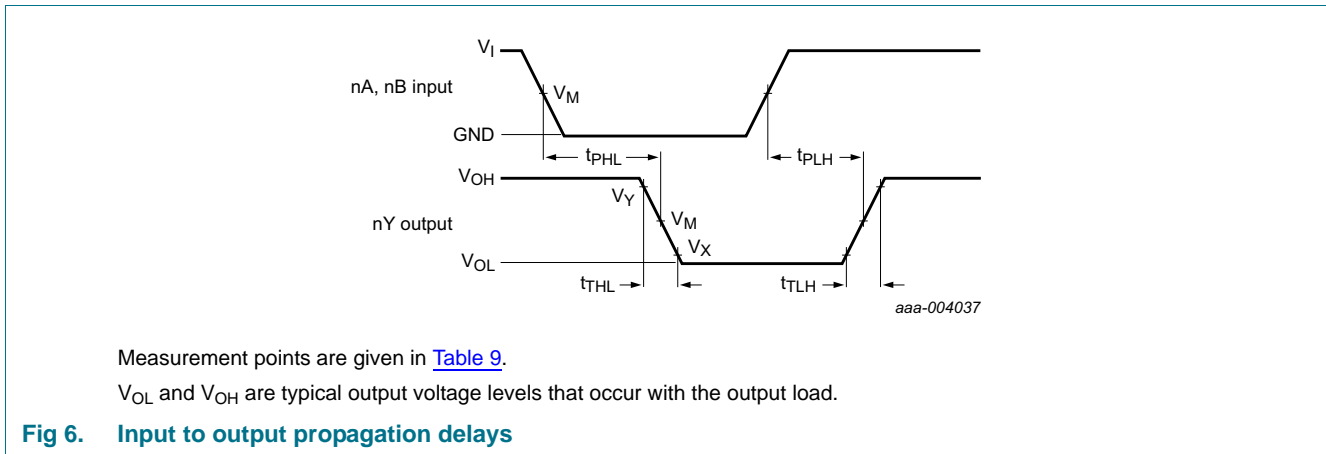 V_I
nA, nB input
V_M
GND
t_PHL
t_PLH
V_OH
V_Y
nY output
V_M
V_X
V_OL
t_THL
t_TLH
aaa-004037
Measurement points are given in Table 9.
V_OL and V_OH are typical output voltage levels that occur with the output load.
Fig 6. Input to output propagation delays